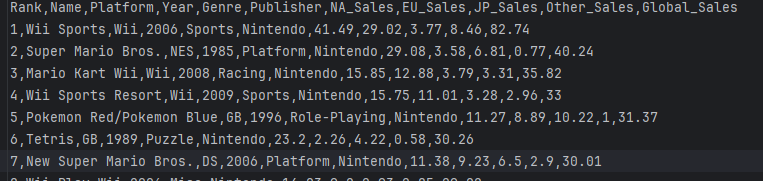 Rank,Name,Platform,Year,Genre,Publisher,NA_Sales,EU_Sales,JP_Sales,Other_Sales,Global_Sales
1,Wii Sports,Wii,2006,Sports,Nintendo,41.49,29.02,3.77,8.46,82.74
2,Super Mario Bros.,NES,1985,Platform,Nintendo,29.08,3.58,6.81,0.77,40.24
3,Mario Kart Wii,Wii,2008,Racing,Nintendo,15.85,12.88,3.79,3.31,35.82
4,Wii Sports Resort,Wii,2009,Sports,Nintendo,15.75,11.01,3.28,2.96,33
5,Pokemon Red/Pokemon Blue,GB,1996,Role-Playing,Nintendo,11.27,8.89,10.22,1,31.37
6,Tetris,GB,1989,Puzzle,Nintendo,23.2,2.26,4.22,0.58,30.26
7,New Super Mario Bros.,DS,2006,Platform,Nintendo,11.38,9.23,6.5,2.9,30.01